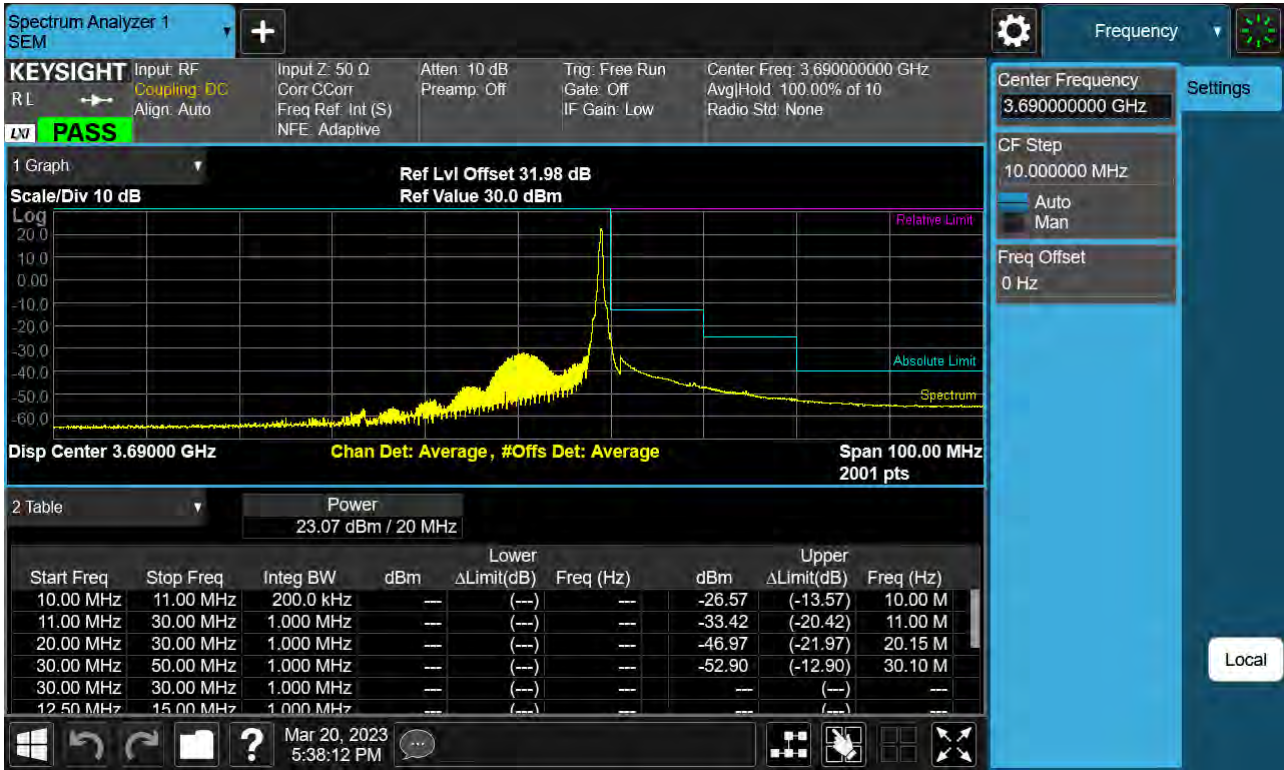 Spectrum Analyzer 1
SEM
+
Frequency
KEYSIGHT
RL
LXI
PASS
Input: RF
Coupling: DC
Align: Auto
Input Z: 50 Ω
Corr CCorr
Freq Ref: Int (S)
NFE: Adaptive
Atten: 10 dB
Preamp: Off
Trig: Free Run
Gate: Off
IF Gain: Low
Center Freq: 3.690000000 GHz
Avg|Hold: 100.00% of 10
Radio Std: None
Center Frequency
3.690000000 GHz
Settings
CF Step
10.000000 MHz
Auto
Man
Freq Offset
0 Hz
1 Graph
Scale/Div 10 dB
Ref Lvl Offset 31.98 dB
Ref Value 30.0 dBm
Log
20.0
10.0
0.00
-10.0
-20.0
-30.0
-40.0
-50.0
-60.0
Relative Limit
Absolute Limit
Spectrum
Disp Center 3.69000 GHz
Chan Det: Average, #Offs Det: Average
Span 100.00 MHz
2001 pts
2 Table
Power
23.07 dBm / 20 MHz
Lower Upper
Start Freq Stop Freq Integ BW dBm ΔLimit(dB) Freq (Hz) dBm ΔLimit(dB) Freq (Hz)
10.00 MHz 11.00 MHz 200.0 kHz --- (---) --- -26.57 (-13.57) 10.00 M
11.00 MHz 30.00 MHz 1.000 MHz --- (---) --- -33.42 (-20.42) 11.00 M
20.00 MHz 30.00 MHz 1.000 MHz --- (---) --- -46.97 (-21.97) 20.15 M
30.00 MHz 50.00 MHz 1.000 MHz --- (---) --- -52.90 (-12.90) 30.10 M
30.00 MHz 30.00 MHz 1.000 MHz --- (---) --- --- (---) ---
12.50 MHz 15.00 MHz 1.000 MHz --- (---) --- --- (---) ---
Local
?
Mar 20, 2023
5:38:12 PM